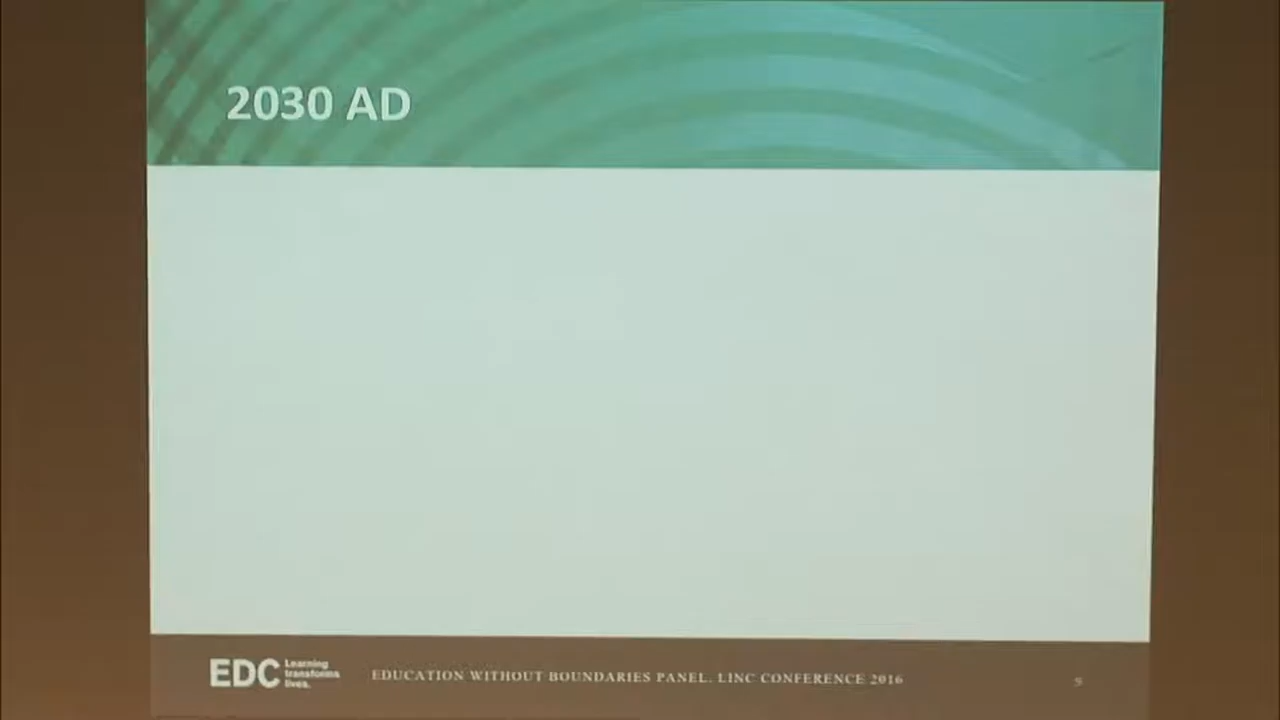 2030 AD
EDC
Learning
transforms
lives.
EDUCATION WITHOUT BOUNDARIES PANEL. LINC CONFERENCE 2016